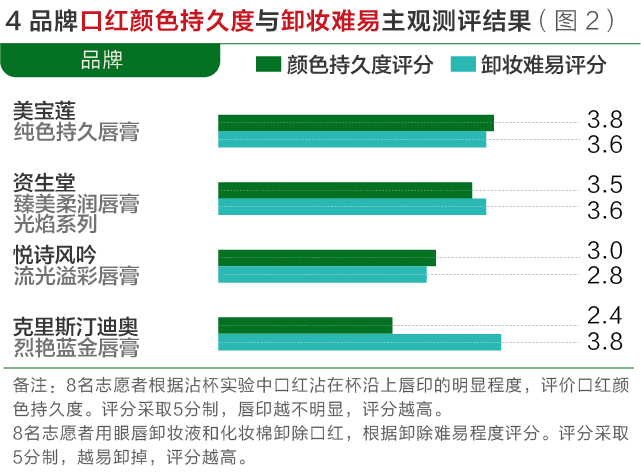 4 品牌口红颜色持久度与卸妆难易主观测评结果（图 2）
品牌
颜色持久度评分 卸妆难易评分
美宝莲
纯色持久唇膏
3.8
3.6
资生堂
臻美柔润唇膏
光焰系列
3.5
3.6
悦诗风吟
流光溢彩唇膏
3.0
2.8
克里斯汀迪奥
烈艳蓝金唇膏
2.4
3.8
备注：8名志愿者根据沾杯实验中口红沾在杯沿上唇印的明显程度，评价口红颜
色持久度。评分采取5分制，唇印越不明显，评分越高。
8名志愿者用眼唇卸妆液和化妆棉卸除口红，根据卸除难易程度评分。评分采取
5分制，越易卸掉，评分越高。